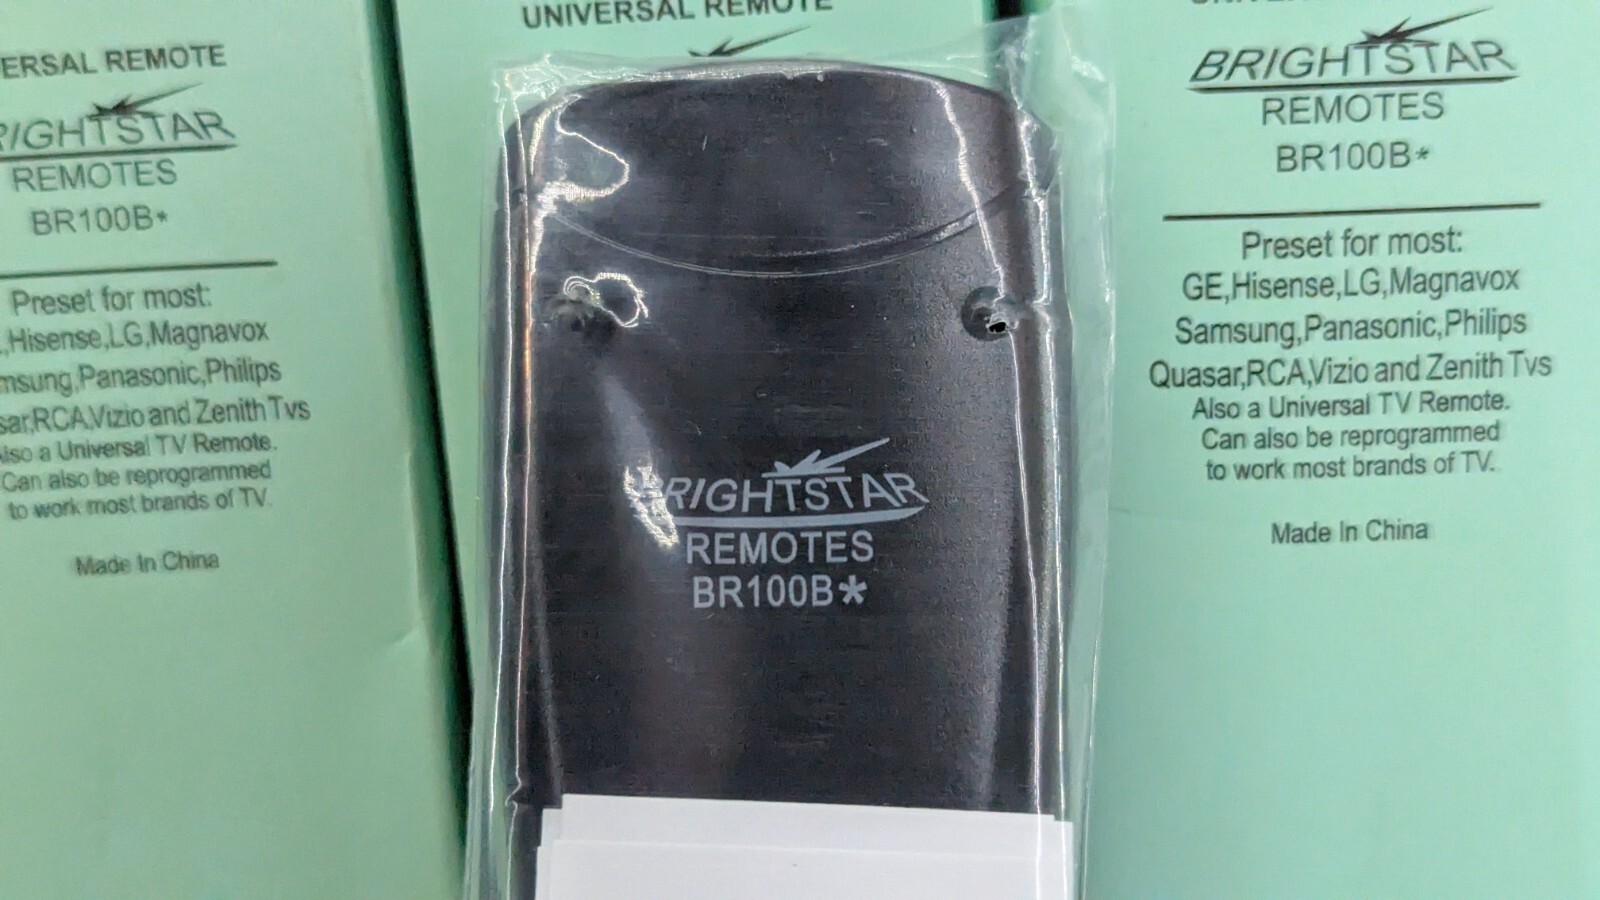 ERSAL REMOTE
RIGHTSTAR
REMOTES
BR100B*
Preset for most:
,Hisense,LG,Magnavox
msung,Panasonic,Philips
sar,RCA,Vizio and Zenith Tvs
lso a Universal TV Remote.
Can also be reprogrammed
to work most brands of TV.
Made In China
UNIVERSAL REMOTE
BRIGHTSTAR
REMOTES
BR100B*
BRIGHTSTAR
REMOTES
BR100B*
Preset for most:
GE,Hisense,LG,Magnavox
Samsung,Panasonic,Philips
Quasar,RCA,Vizio and Zenith Tvs
Also a Universal TV Remote.
Can also be reprogrammed
to work most brands of TV.
Made In China